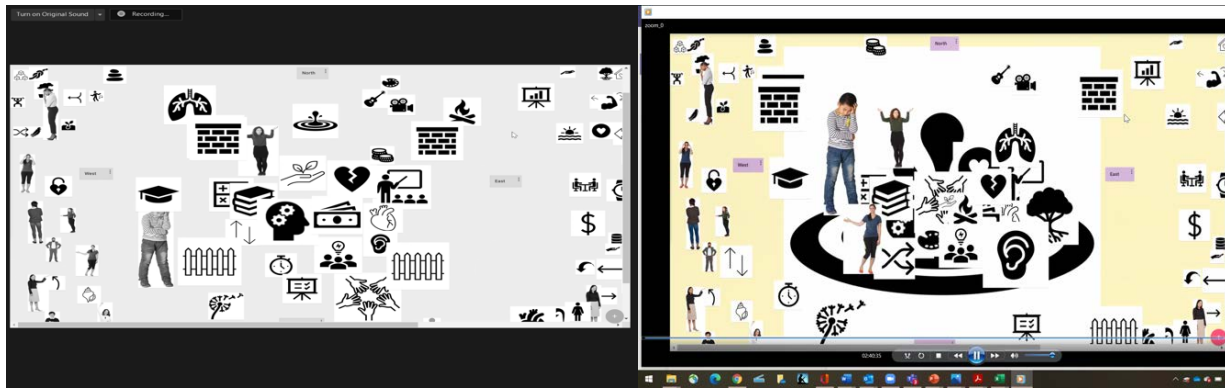 Turn on Original Sound
Recording...
North
West
East
zoom_0
North
West
East
02:40:35